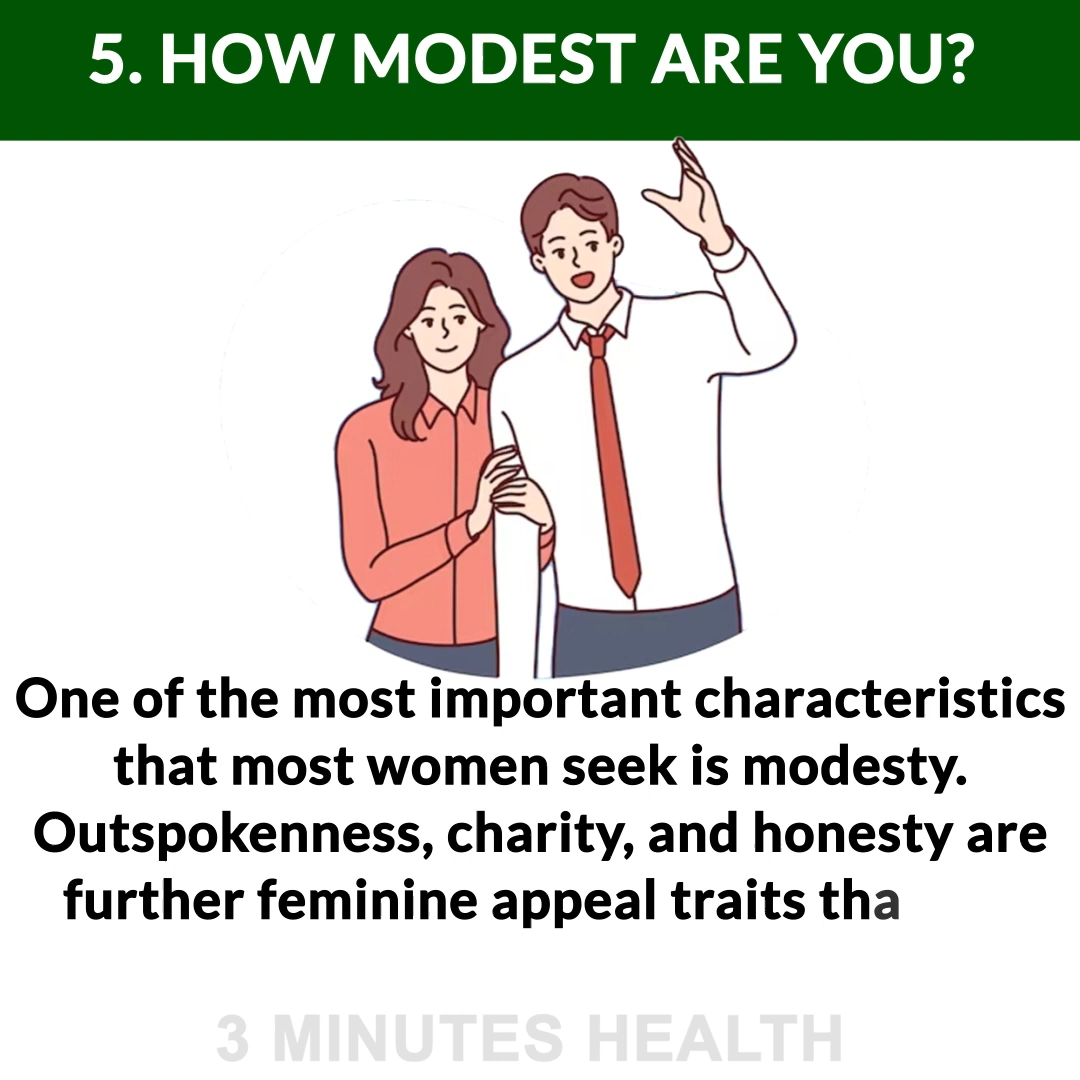 5. HOW MODEST ARE YOU?
One of the most important characteristics
that most women seek is modesty.
Outspokenness, charity, and honesty are
further feminine appeal traits tha
3 MINUTES HEALTH